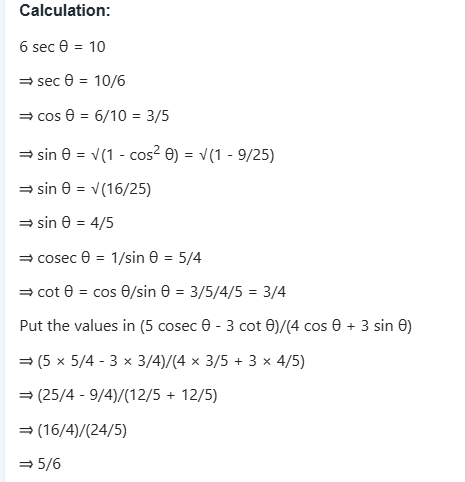 Calculation:
6 sec θ = 10
⇒ sec θ = 10/6
⇒ cos θ = 6/10 = 3/5
⇒ sin θ = √(1 - cos² θ) = √(1 - 9/25)
⇒ sin θ = √(16/25)
⇒ sin θ = 4/5
⇒ cosec θ = 1/sin θ = 5/4
⇒ cot θ = cos θ/sin θ = 3/5/4/5 = 3/4
Put the values in (5 cosec θ - 3 cot θ)/(4 cos θ + 3 sin θ)
⇒ (5 × 5/4 - 3 × 3/4)/(4 × 3/5 + 3 × 4/5)
⇒ (25/4 - 9/4)/(12/5 + 12/5)
⇒ (16/4)/(24/5)
⇒ 5/6